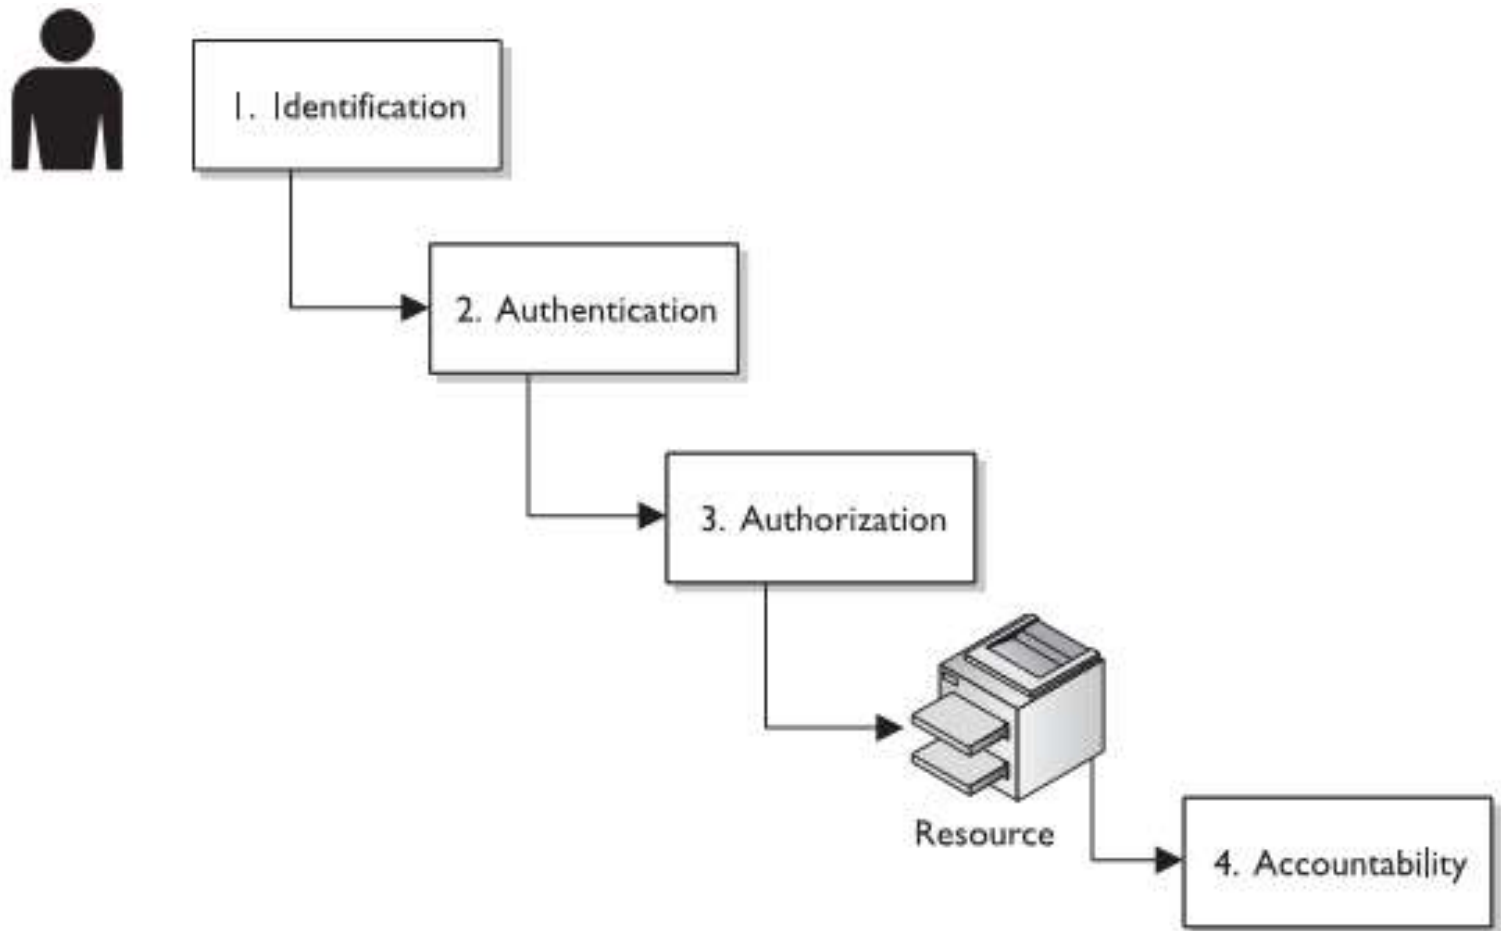 1. Identification
2. Authentication
3. Authorization
Resource
4. Accountability